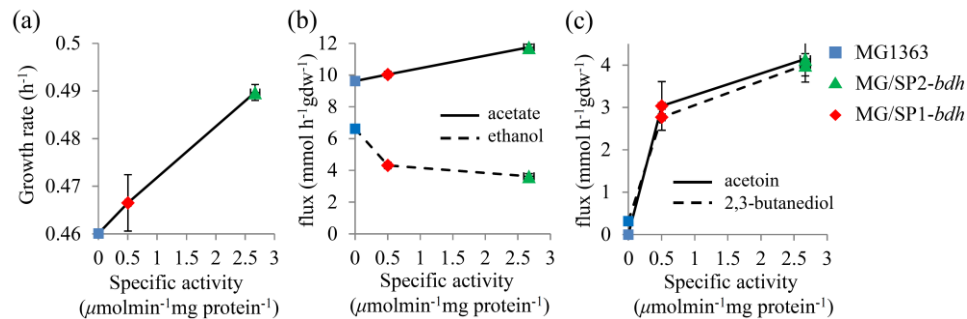 (a)
Growth rate (h⁻¹)
0.5
0.49
0.48
0.47
0.46
0 0.5 1 1.5 2 2.5 3
Specific activity
(μmolmin⁻¹mg protein⁻¹)
(b)
flux (mmol h⁻¹gdw⁻¹)
12
10
8
6
4
2
0
acetate
ethanol
0 0.5 1 1.5 2 2.5 3
Specific activity
(μmolmin⁻¹mg protein⁻¹)
(c)
flux (mmol h⁻¹gdw⁻¹)
4
3
2
1
0
acetoin
2,3-butanediol
0 0.5 1 1.5 2 2.5 3
Specific activity
(μmolmin⁻¹mg protein⁻¹)
MG1363
MG/SP2-bdh
MG/SP1-bdh